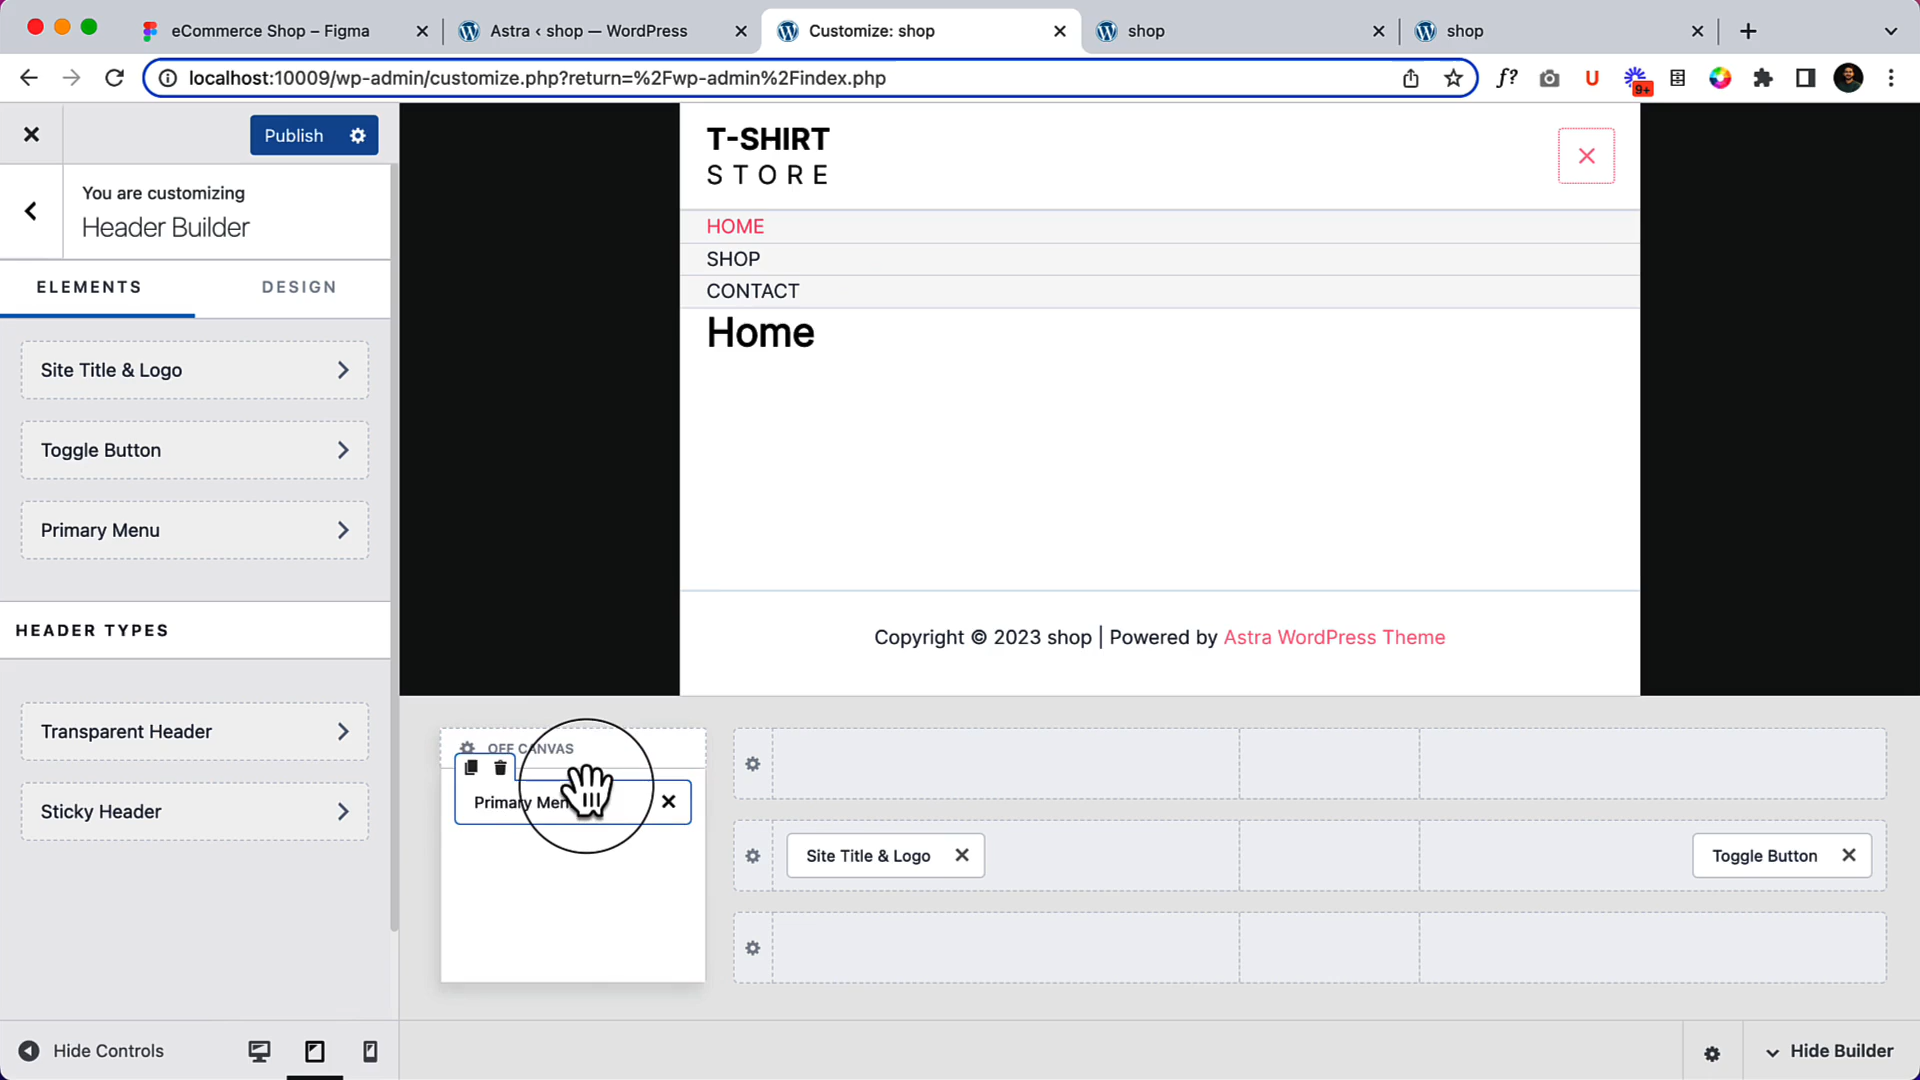 eCommerce Shop – Figma
Astra ‹ shop — WordPress
Customize: shop
shop
shop
localhost:10009/wp-admin/customize.php?return=%2Fwp-admin%2Findex.php
f?
U
9+
Publish
You are customizing
Header Builder
ELEMENTS
DESIGN
Site Title & Logo
Toggle Button
Primary Menu
HEADER TYPES
Transparent Header
Sticky Header
Hide Controls
T-SHIRT
STORE
HOME
SHOP
CONTACT
Home
Copyright © 2023 shop | Powered by Astra WordPress Theme
OFF CANVAS
Primary Men
Site Title & Logo
Toggle Button
Hide Builder